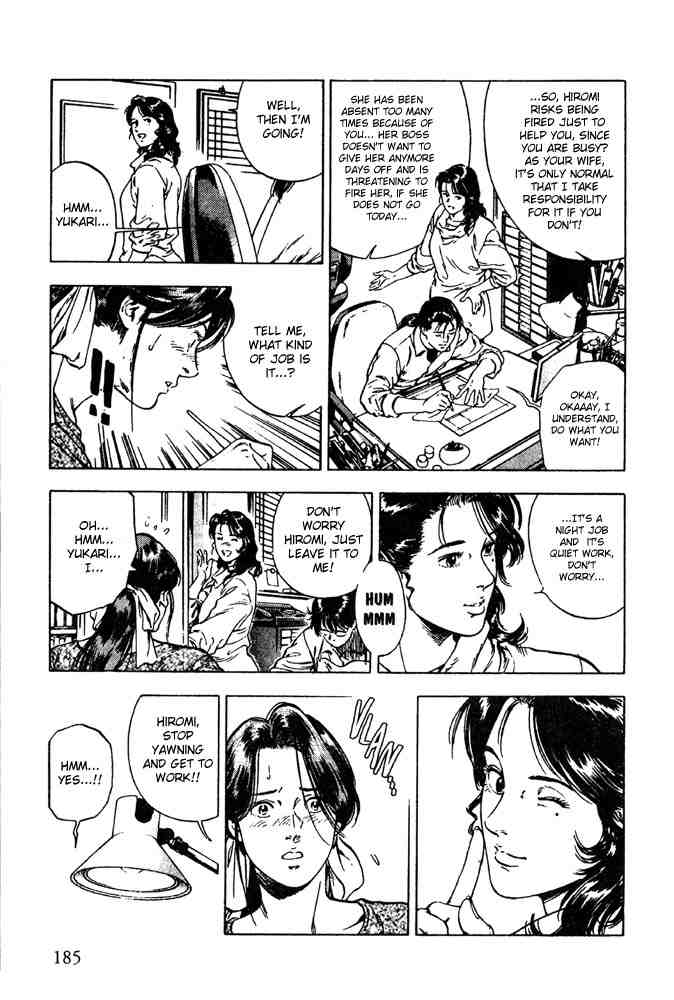 ...SO, HIROMI
RISKS BEING
FIRED JUST TO
HELP YOU, SINCE
YOU ARE BUSY?
AS YOUR WIFE,
IT'S ONLY NORMAL
THAT I TAKE
RESPONSIBILITY
FOR IT IF YOU
DON'T!
SHE HAS BEEN
ABSENT TOO MANY
TIMES BECAUSE OF
YOU... HER BOSS
DOESN'T WANT TO
GIVE HER ANYMORE
DAYS OFF AND IS
THREATENING TO
FIRE HER, IF SHE
DOES NOT GO
TODAY...
OKAY,
OKAAAY, I
UNDERSTAND,
DO WHAT YOU
WANT!
WELL,
THEN I'M
GOING!
HMM...
YUKARI...
TELL ME,
WHAT KIND
OF JOB IS
IT...?
!!
...IT'S A
NIGHT JOB
AND IT'S
QUIET WORK,
DON'T
WORRY...
HUM
MMM
DON'T
WORRY
HIROMI, JUST
LEAVE IT TO
ME!
OH...
HMM...
YUKARI...
I...
VLAN...
HIROMI,
STOP
YAWNING
AND GET TO
WORK!!
HMM...
YES...!!
185